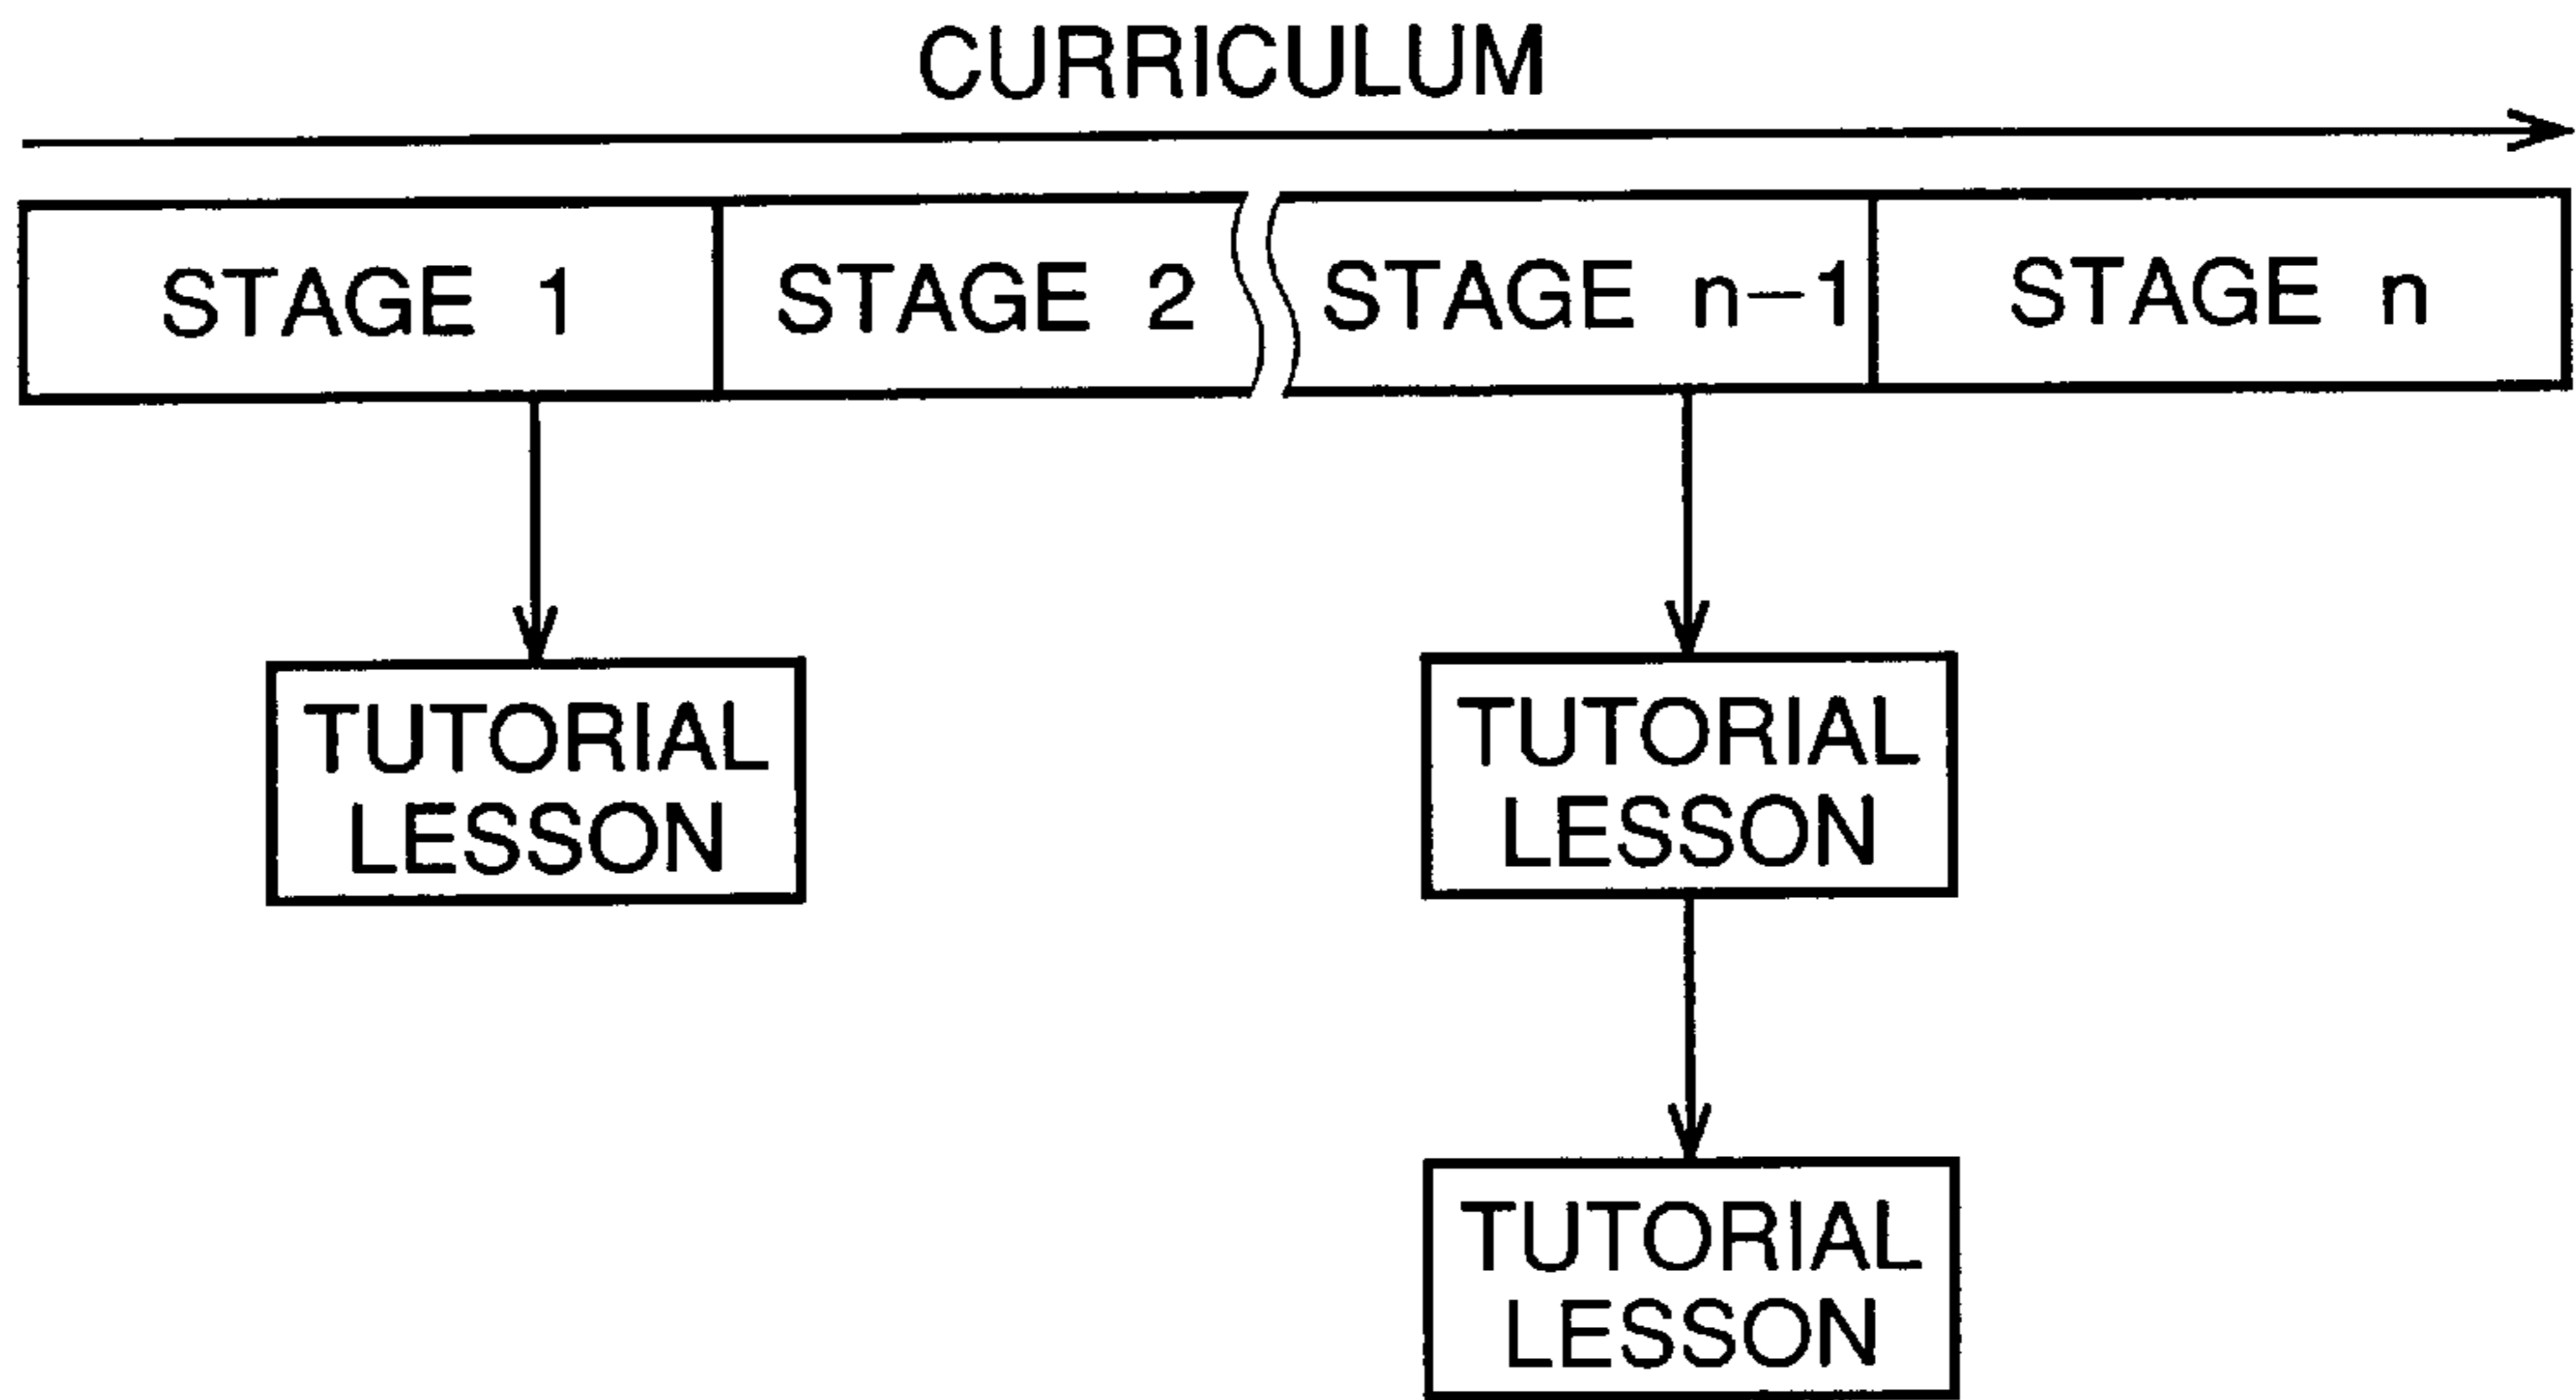 CURRICULUM
STAGE 1 STAGE 2 STAGE n-1 STAGE n
TUTORIAL
LESSON
TUTORIAL
LESSON
TUTORIAL
LESSON